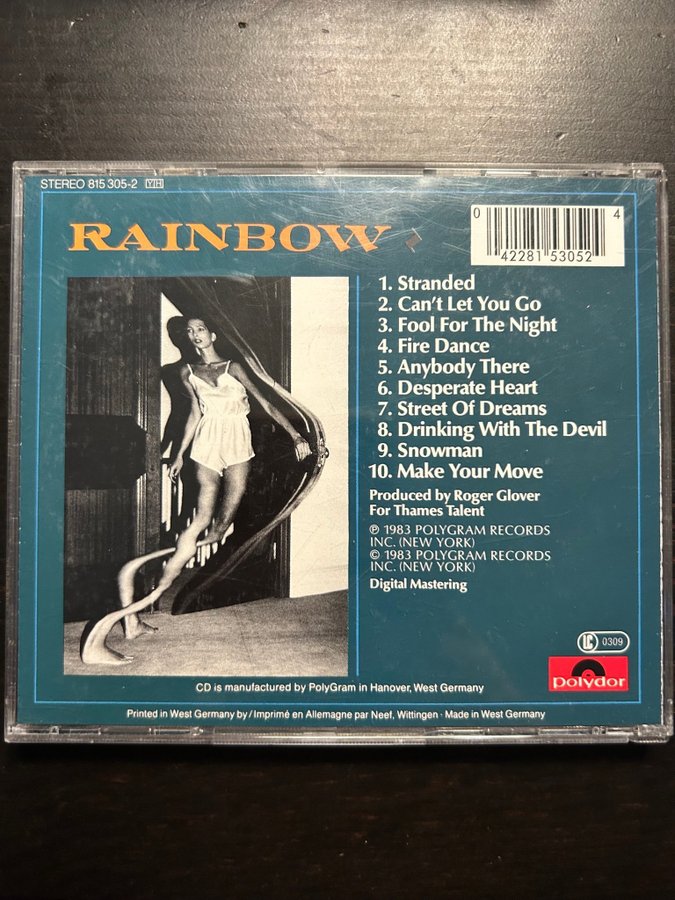 STEREO 815 305-2 YH
RAINBOW
0 42281 53052 4
1. Stranded
2. Can't Let You Go
3. Fool For The Night
4. Fire Dance
5. Anybody There
6. Desperate Heart
7. Street Of Dreams
8. Drinking With The Devil
9. Snowman
10. Make Your Move
Produced by Roger Glover
For Thames Talent
℗ 1983 POLYGRAM RECORDS
INC. (NEW YORK)
© 1983 POLYGRAM RECORDS
INC. (NEW YORK)
Digital Mastering
LC 0309
polydor
CD is manufactured by PolyGram in Hanover, West Germany
Printed in West Germany by / Imprimé en Allemagne par Neef, Wittingen · Made in West Germany